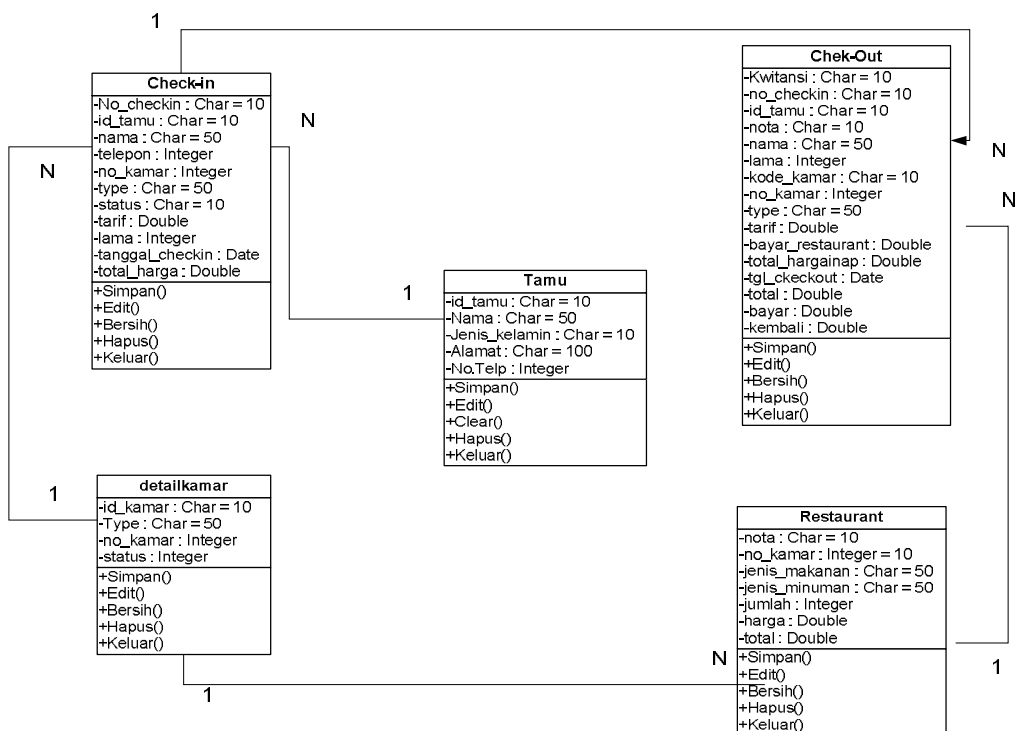 1
Check-in
-No_checkin : Char = 10
-id_tamu : Char = 10
-nama : Char = 50
-telepon : Integer
-no_kamar : Integer
-type : Char = 50
-status : Char = 10
-tarif : Double
-lama : Integer
-tanggal_checkin : Date
-total_harga : Double
+Simpan()
+Edit()
+Bersih()
+Hapus()
+Keluar()
N
N
Chek-Out
-Kwitansi : Char = 10
-no_checkin : Char = 10
-id_tamu : Char = 10
-nota : Char = 10
-nama : Char = 50
-lama : Integer
-kode_kamar : Char = 10
-no_kamar : Integer
-type : Char = 50
-tarif : Double
-bayar_restaurant : Double
-total_hargainap : Double
-tgl_ckeckout : Date
-total : Double
-bayar : Double
-kembali : Double
+Simpan()
+Edit()
+Bersih()
+Hapus()
+Keluar()
N
N
1
Tamu
-id_tamu : Char = 10
-Nama : Char = 50
-Jenis_kelamin : Char = 10
-Alamat : Char = 100
-No.Telp : Integer
+Simpan()
+Edit()
+Clear()
+Hapus()
+Keluar()
1
detailkamar
-id_kamar : Char = 10
-Type : Char = 50
-no_kamar : Integer
-status : Integer
+Simpan()
+Edit()
+Bersih()
+Hapus()
+Keluar()
1
Restaurant
-nota : Char = 10
-no_kamar : Integer = 10
-jenis_makanan : Char = 50
-jenis_minuman : Char = 50
-jumlah : Integer
-harga : Double
-total : Double
+Simpan()
+Edit()
+Bersih()
+Hapus()
+Keluar()
N
1